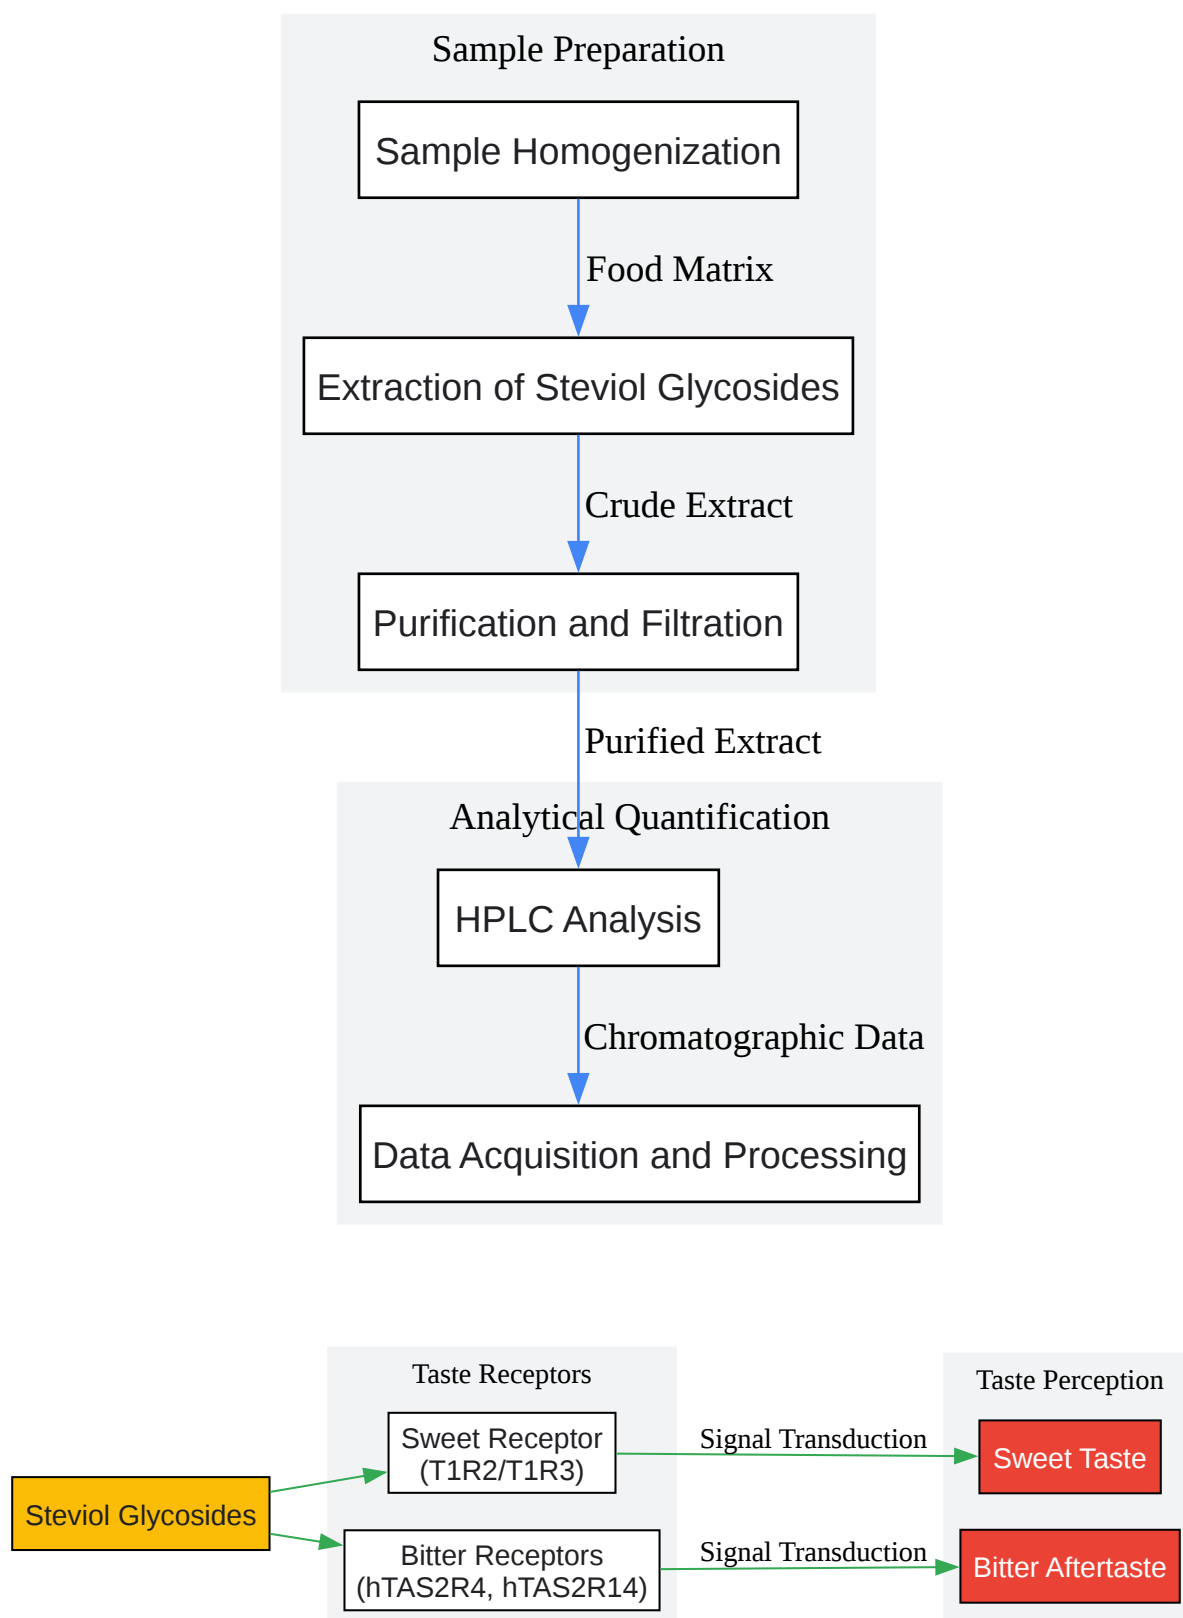 Sample Preparation
Sample Homogenization
Food Matrix
Extraction of Steviol Glycosides
Crude Extract
Purification and Filtration
Purified Extract
Analytical Quantification
HPLC Analysis
Chromatographic Data
Data Acquisition and Processing
Steviol Glycosides
Taste Receptors
Sweet Receptor
(T1R2/T1R3)
Bitter Receptors
(hTAS2R4, hTAS2R14)
Signal Transduction
Signal Transduction
Taste Perception
Sweet Taste
Bitter Aftertaste